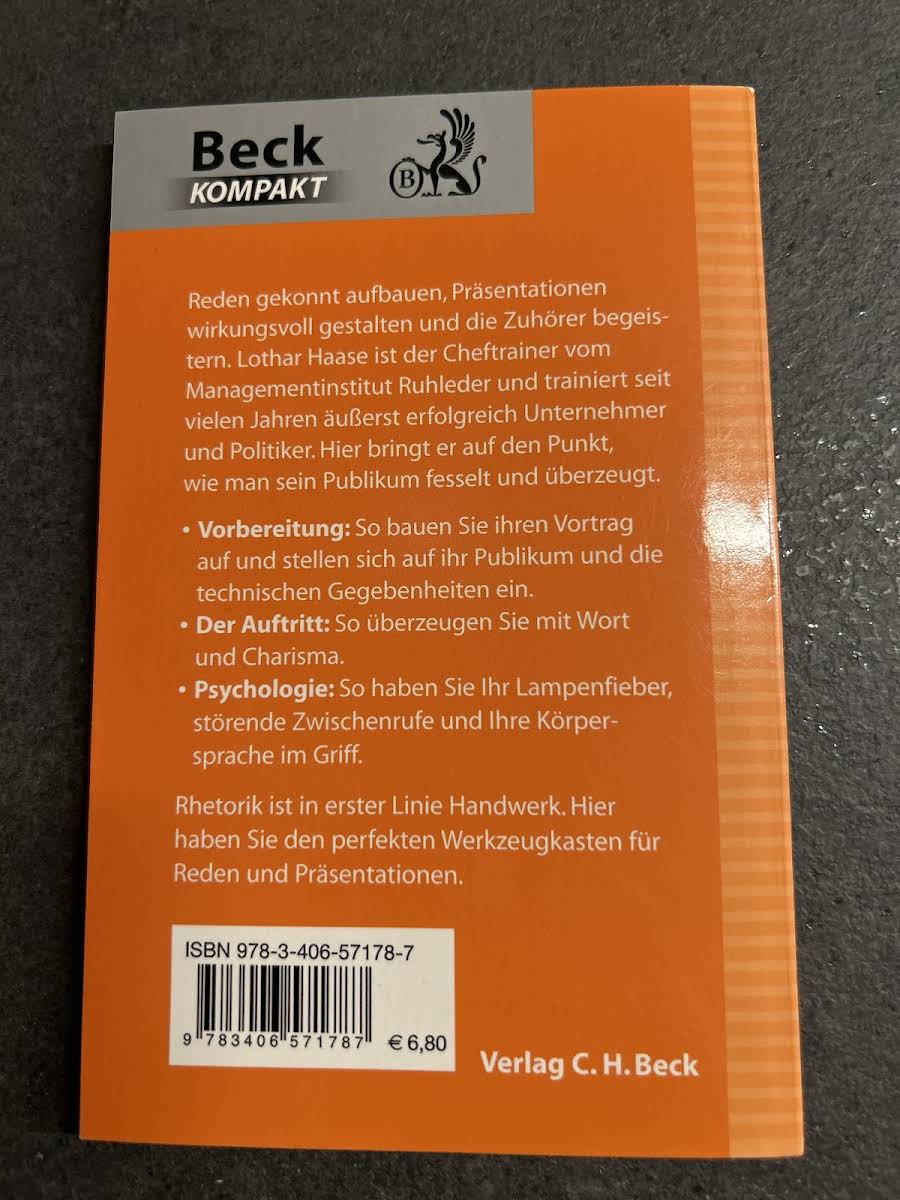 Beck
KOMPAKT
B
Reden gekonnt aufbauen, Präsentationen
wirkungsvoll gestalten und die Zuhörer begeis-
tern. Lothar Haase ist der Cheftrainer vom
Managementinstitut Ruhleder und trainiert seit
vielen Jahren äußerst erfolgreich Unternehmer
und Politiker. Hier bringt er auf den Punkt,
wie man sein Publikum fesselt und überzeugt.
• Vorbereitung: So bauen Sie ihren Vortrag
auf und stellen sich auf ihr Publikum und die
technischen Gegebenheiten ein.
• Der Auftritt: So überzeugen Sie mit Wort
und Charisma.
• Psychologie: So haben Sie Ihr Lampenfieber,
störende Zwischenrufe und Ihre Körper-
sprache im Griff.
Rhetorik ist in erster Linie Handwerk. Hier
haben Sie den perfekten Werkzeugkasten für
Reden und Präsentationen.
ISBN 978-3-406-57178-7
9 783406 571787
€ 6,80
Verlag C. H. Beck